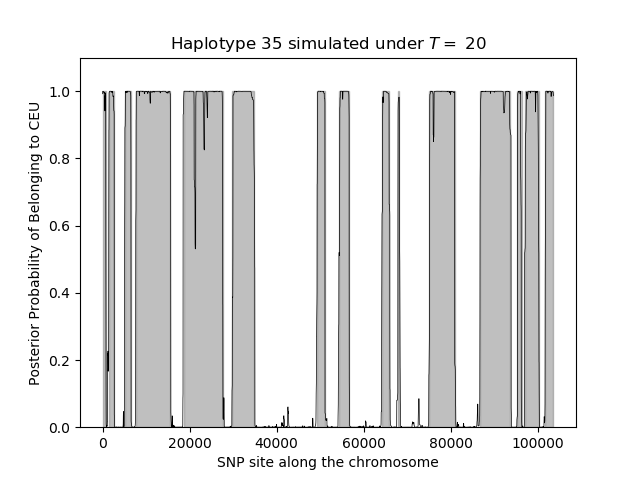 Haplotype 35 simulated under T = 20
Posterior Probability of Belonging to CEU
1.0
0.8
0.6
0.4
0.2
0.0
0 20000 40000 60000 80000 100000
SNP site along the chromosome